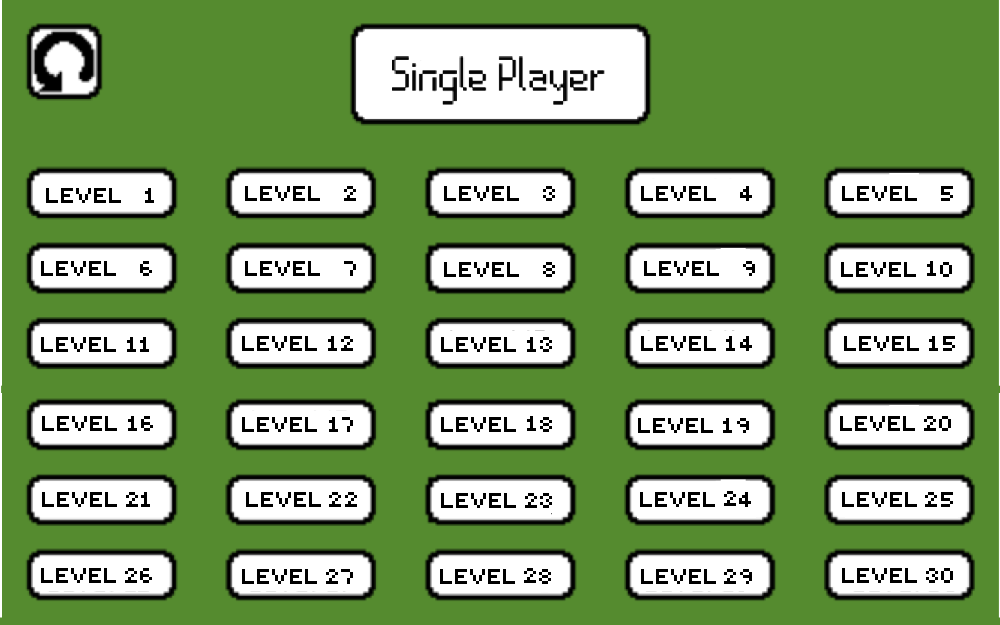 Single Player
LEVEL 1 LEVEL 2 LEVEL 3 LEVEL 4 LEVEL 5
LEVEL 6 LEVEL 7 LEVEL 8 LEVEL 9 LEVEL 10
LEVEL 11 LEVEL 12 LEVEL 13 LEVEL 14 LEVEL 15
LEVEL 16 LEVEL 17 LEVEL 18 LEVEL 19 LEVEL 20
LEVEL 21 LEVEL 22 LEVEL 23 LEVEL 24 LEVEL 25
LEVEL 26 LEVEL 27 LEVEL 28 LEVEL 29 LEVEL 30